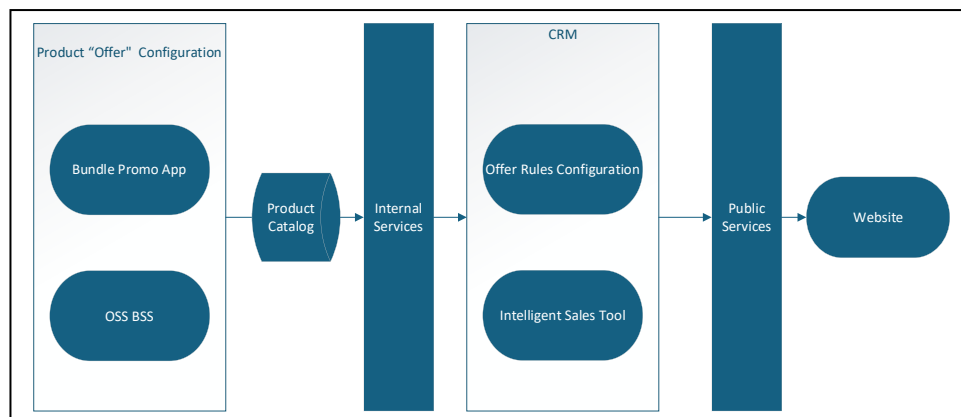 Product “Offer"  Configuration
Bundle Promo App
OSS BSS
Product
Catalog
Internal
Services
CRM
Offer Rules Configuration
Intelligent Sales Tool
Public
Services
Website